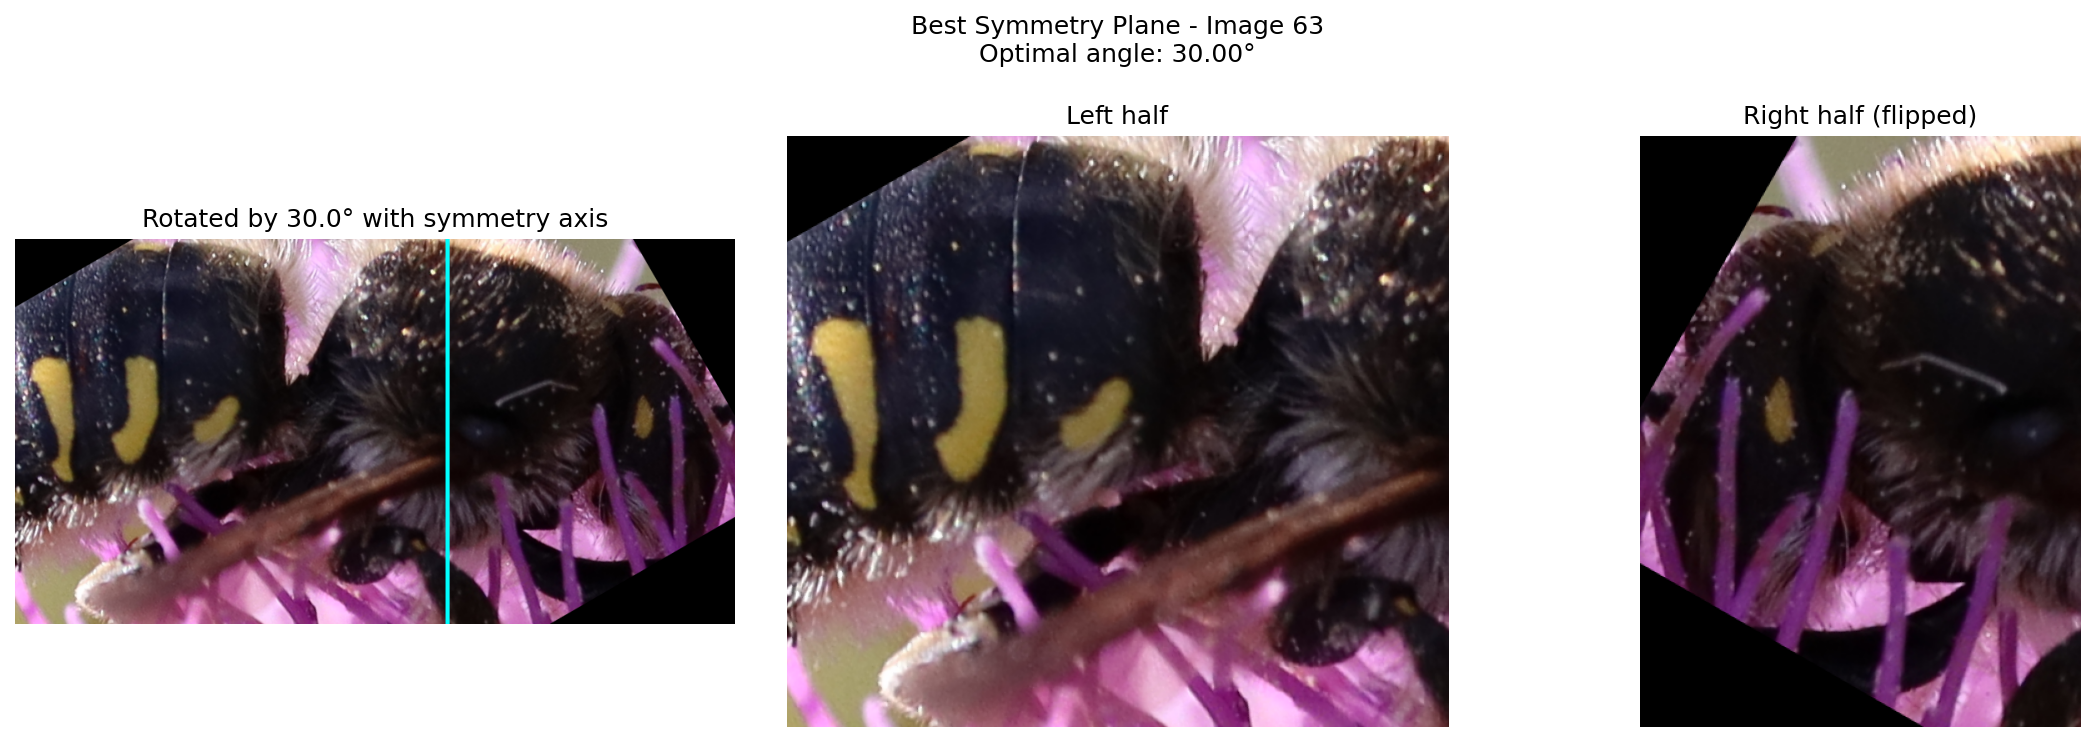 Best Symmetry Plane - Image 63
Optimal angle: 30.00°
Rotated by 30.0° with symmetry axis
Left half
Right half (flipped)